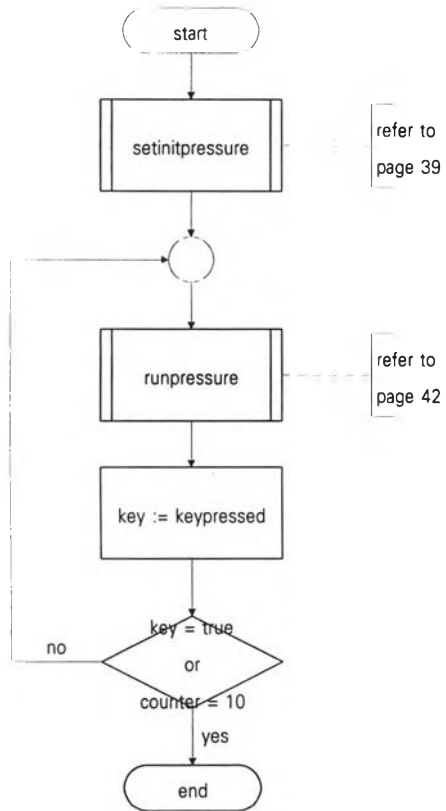 start
setinitpressure
refer to
page 39
runpressure
refer to
page 42
key := keypressed
key = true
or
counter = 10
no
yes
end